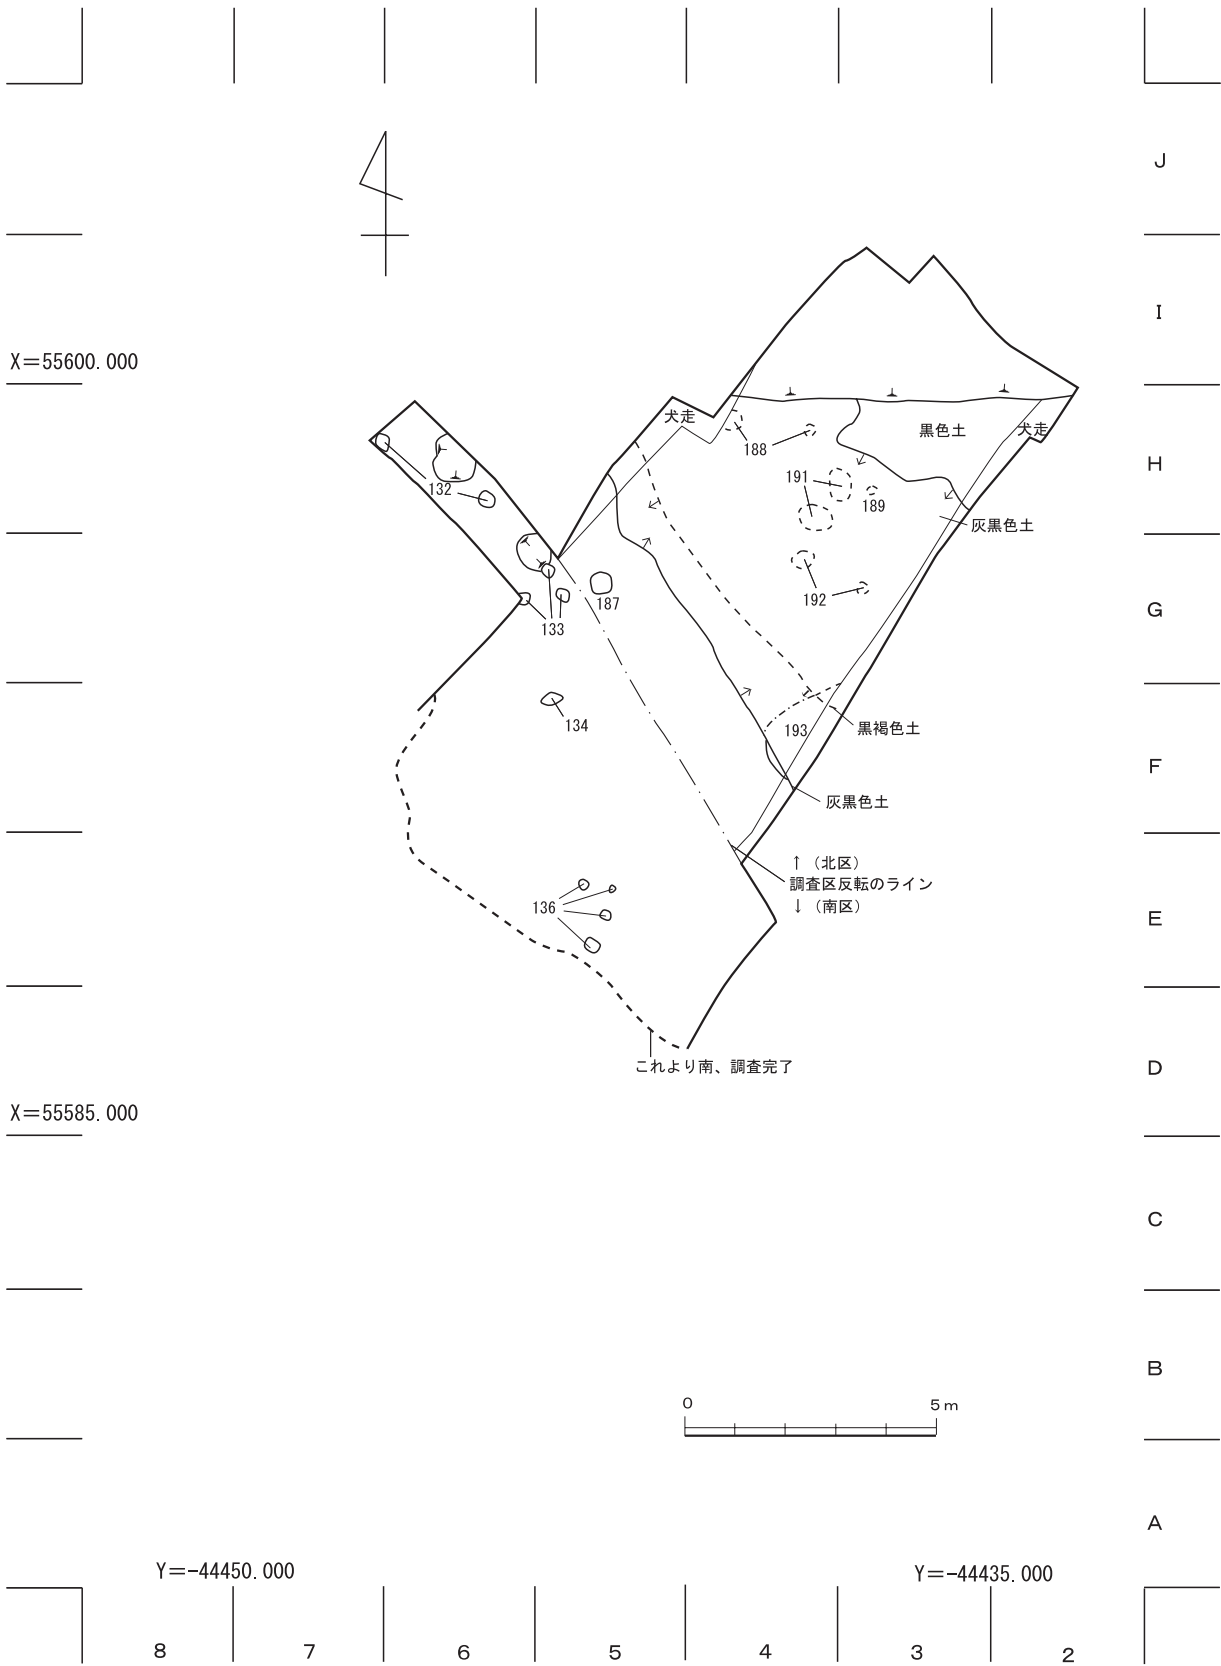 J
I
X=55600.000
犬走
黒色土
犬走
188
H
191
132
189
灰黒色土
192
187
G
133
134
193
黒褐色土
F
灰黒色土
↑（北区）
調査区反転のライン
↓（南区）
136
E
これより南、調査完了
D
X=55585.000
C
B
0 5m
A
Y=-44450.000 Y=-44435.000
8 7 6 5 4 3 2